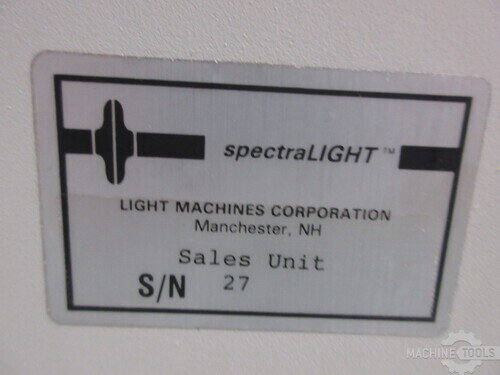 spectraLIGHT™
LIGHT MACHINES CORPORATION
Manchester, NH
Sales Unit
S/N 27
MACHINE TOOLS